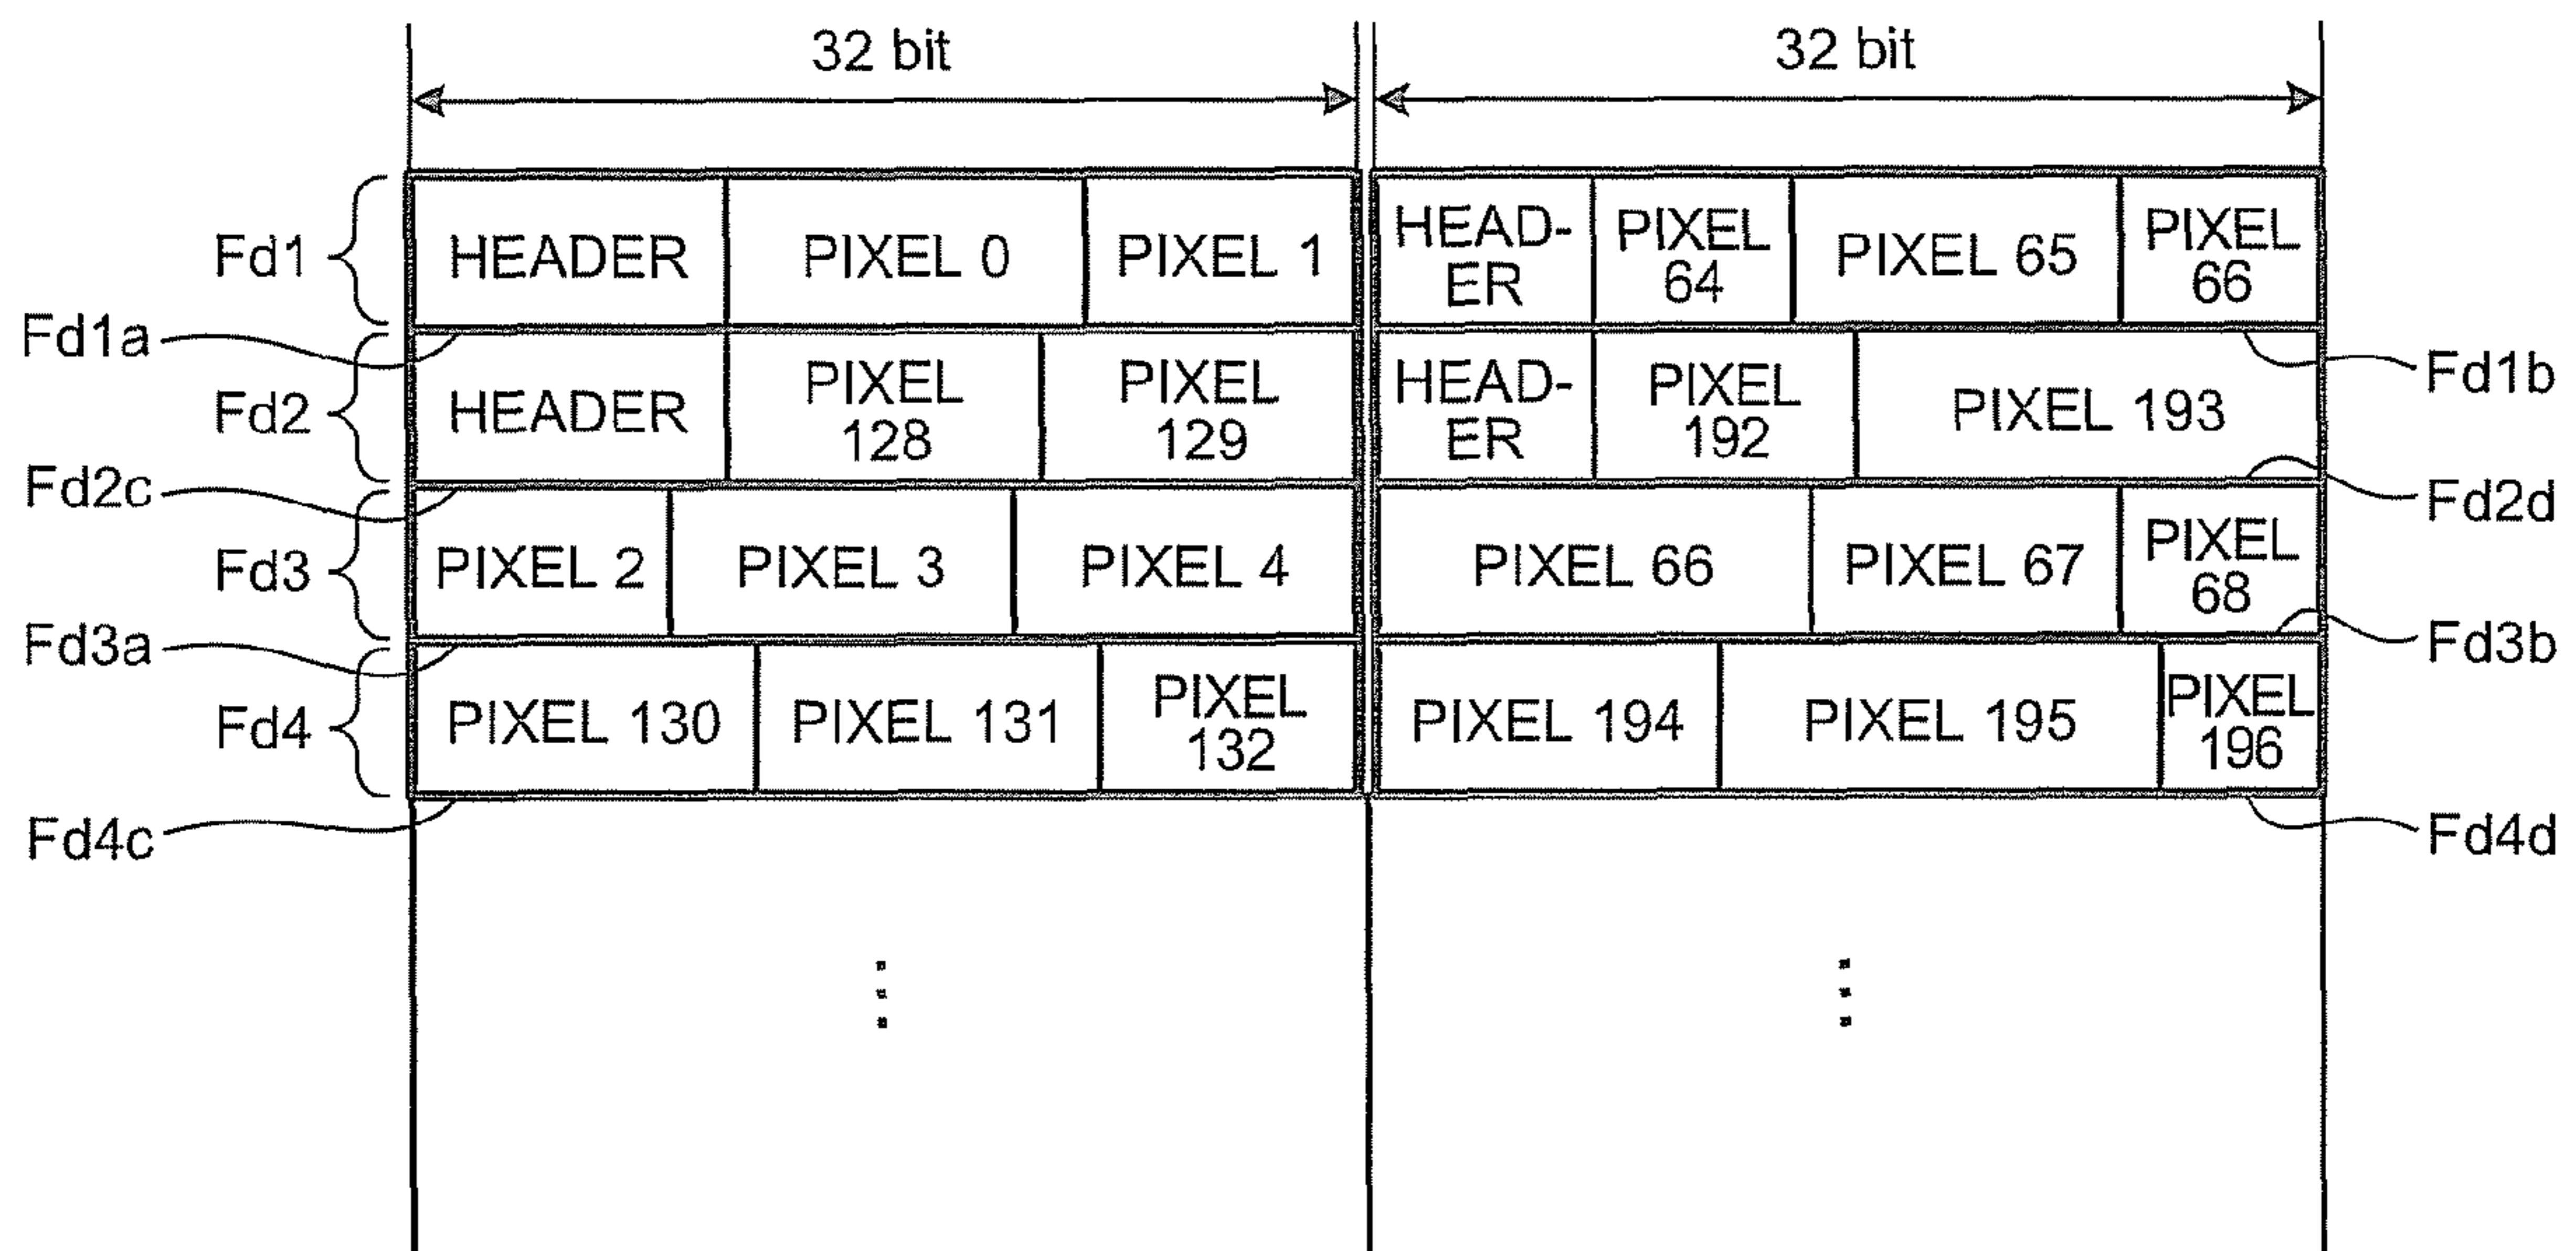 32 bit
32 bit
Fd1
HEADER
PIXEL 0
PIXEL 1
HEAD-
ER
PIXEL
64
PIXEL 65
PIXEL
66
Fd1a
Fd1b
Fd2
HEADER
PIXEL
128
PIXEL
129
HEAD-
ER
PIXEL
192
PIXEL 193
Fd2c
Fd2d
Fd3
PIXEL 2
PIXEL 3
PIXEL 4
PIXEL 66
PIXEL 67
PIXEL
68
Fd3a
Fd3b
Fd4
PIXEL 130
PIXEL 131
PIXEL
132
PIXEL 194
PIXEL 195
PIXEL
196
Fd4c
Fd4d